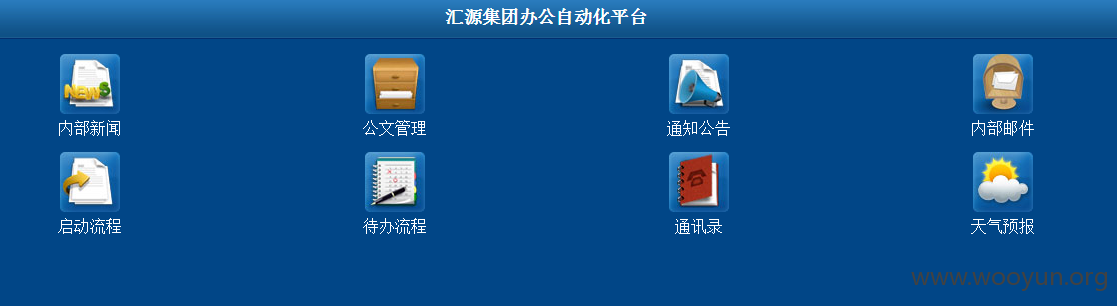 汇源集团办公自动化平台
NEWS
内部新闻 公文管理 通知公告 内部邮件
启动流程 待办流程 通讯录 天气预报
www.wooyun.org